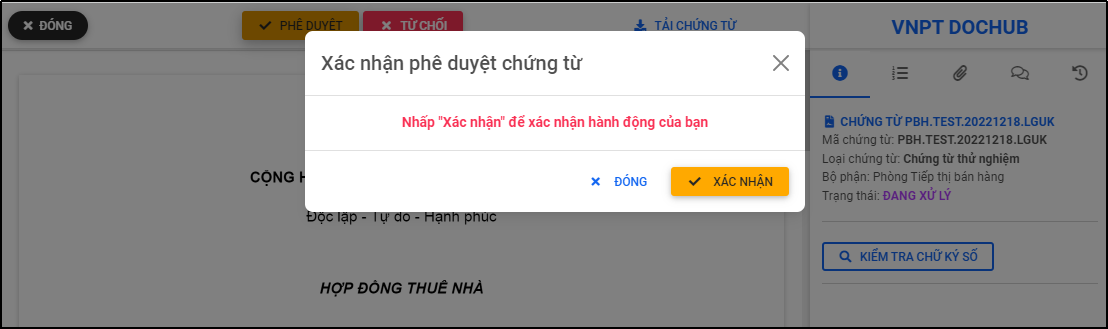 ĐÓNG
PHÊ DUYỆT
TỪ CHỐI
TẢI CHỨNG TỪ
VNPT DOCHUB
Xác nhận phê duyệt chứng từ
Nhấp "Xác nhận" để xác nhận hành động của bạn
ĐÓNG
XÁC NHẬN
CỘNG H
Độc lập - Tự do - Hạnh phúc
HỢP ĐỒNG THUÊ NHÀ
CHỨNG TỪ PBH.TEST.20221218.LGUK
Mã chứng từ: PBH.TEST.20221218.LGUK
Loại chứng từ: Chứng từ thử nghiệm
Bộ phận: Phòng Tiếp thị bán hàng
Trạng thái: ĐANG XỬ LÝ
KIỂM TRA CHỮ KÝ SỐ